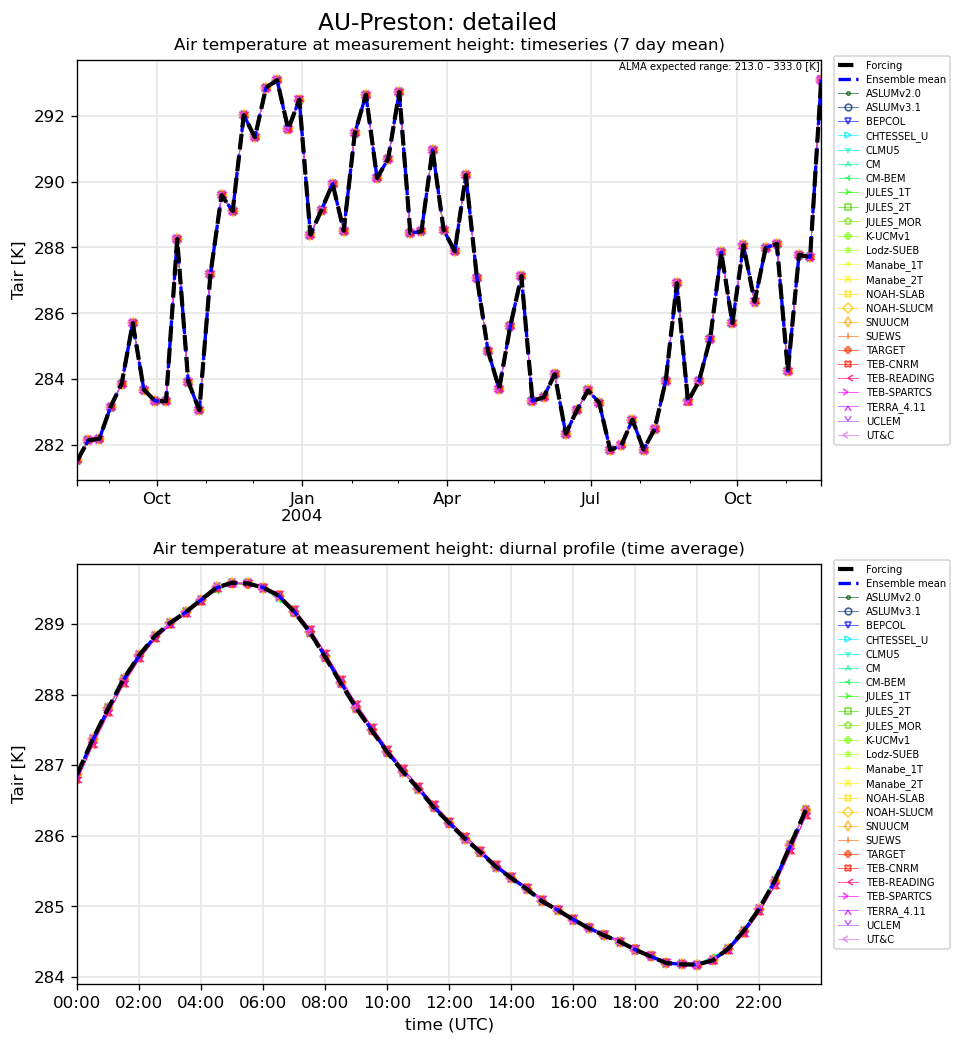 AU-Preston: detailed
Air temperature at measurement height: timeseries (7 day mean)
ALMA expected range: 213.0 - 333.0 [K]
Tair [K]
292
290
288
286
284
282
Oct
Jan
2004
Apr
Jul
Oct
Forcing
Ensemble mean
ASLUMv2.0
ASLUMv3.1
BEPCOL
CHTESSEL_U
CLMU5
CM
CM-BEM
JULES_1T
JULES_2T
JULES_MOR
K-UCMv1
Lodz-SUEB
Manabe_1T
Manabe_2T
NOAH-SLAB
NOAH-SLUCM
SNUUCM
SUEWS
TARGET
TEB-CNRM
TEB-READING
TEB-SPARTCS
TERRA_4.11
UCLEM
UT&C
Air temperature at measurement height: diurnal profile (time average)
Tair [K]
289
288
287
286
285
284
00:00
02:00
04:00
06:00
08:00
10:00
12:00
14:00
16:00
18:00
20:00
22:00
time (UTC)
Forcing
Ensemble mean
ASLUMv2.0
ASLUMv3.1
BEPCOL
CHTESSEL_U
CLMU5
CM
CM-BEM
JULES_1T
JULES_2T
JULES_MOR
K-UCMv1
Lodz-SUEB
Manabe_1T
Manabe_2T
NOAH-SLAB
NOAH-SLUCM
SNUUCM
SUEWS
TARGET
TEB-CNRM
TEB-READING
TEB-SPARTCS
TERRA_4.11
UCLEM
UT&C